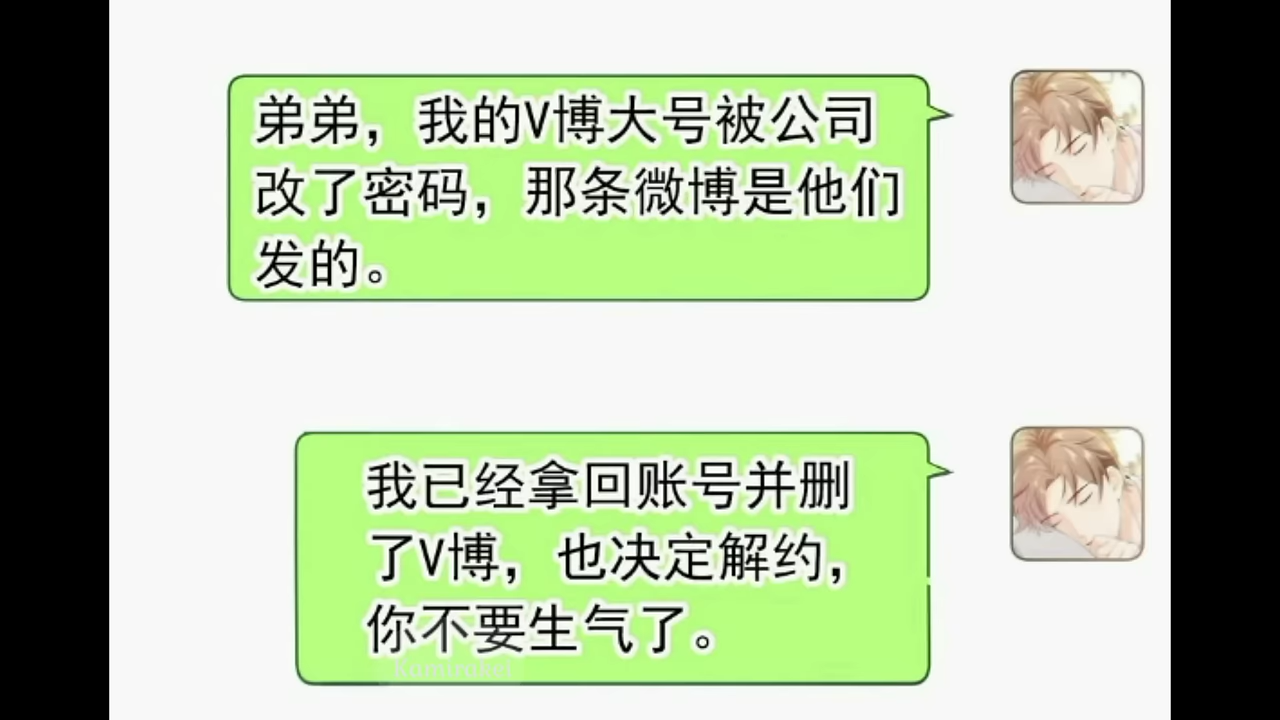 弟弟，我的V博大号被公司
改了密码，那条微博是他们
发的。
我已经拿回账号并删
了V博，也决定解约，
你不要生气了。